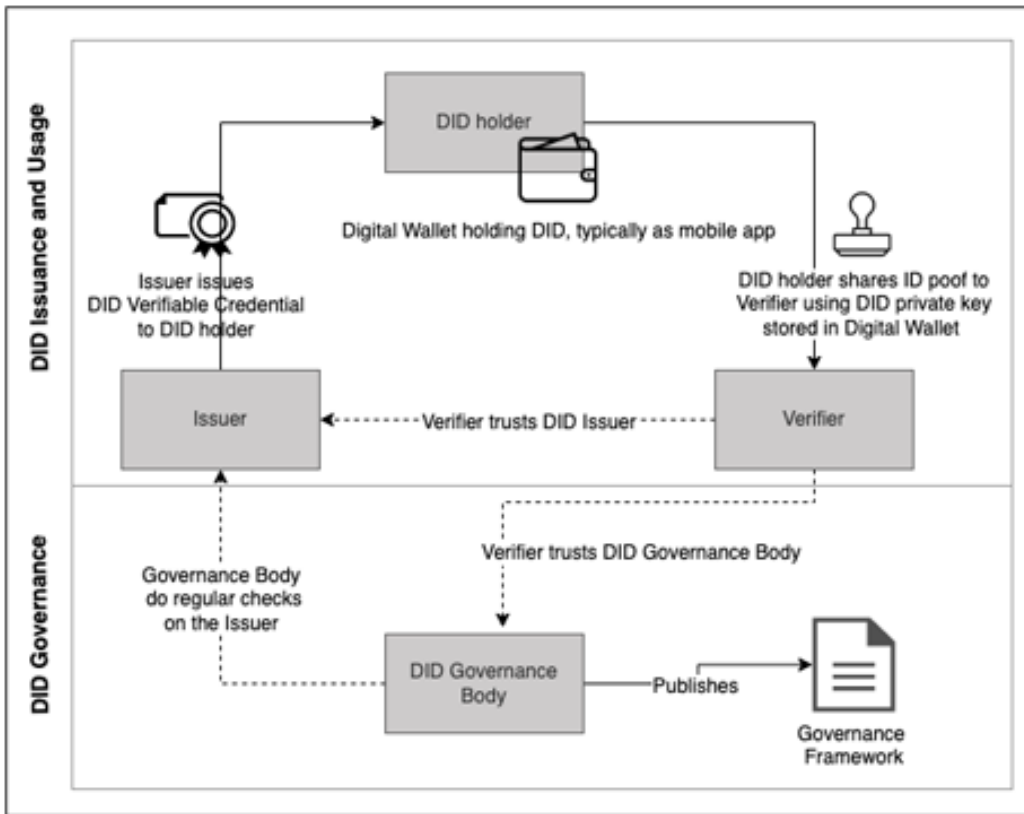 DID Issuance and Usage
DID holder
Digital Wallet holding DID, typically as mobile app
Issuer issues
DID Verifiable Credential
to DID holder
DID holder shares ID poof to
Verifier using DID private key
stored in Digital Wallet
Issuer
Verifier trusts DID Issuer
Verifier
DID Governance
Verifier trusts DID Governance Body
Governance Body
do regular checks
on the Issuer
DID Governance
Body
Publishes
Governance
Framework